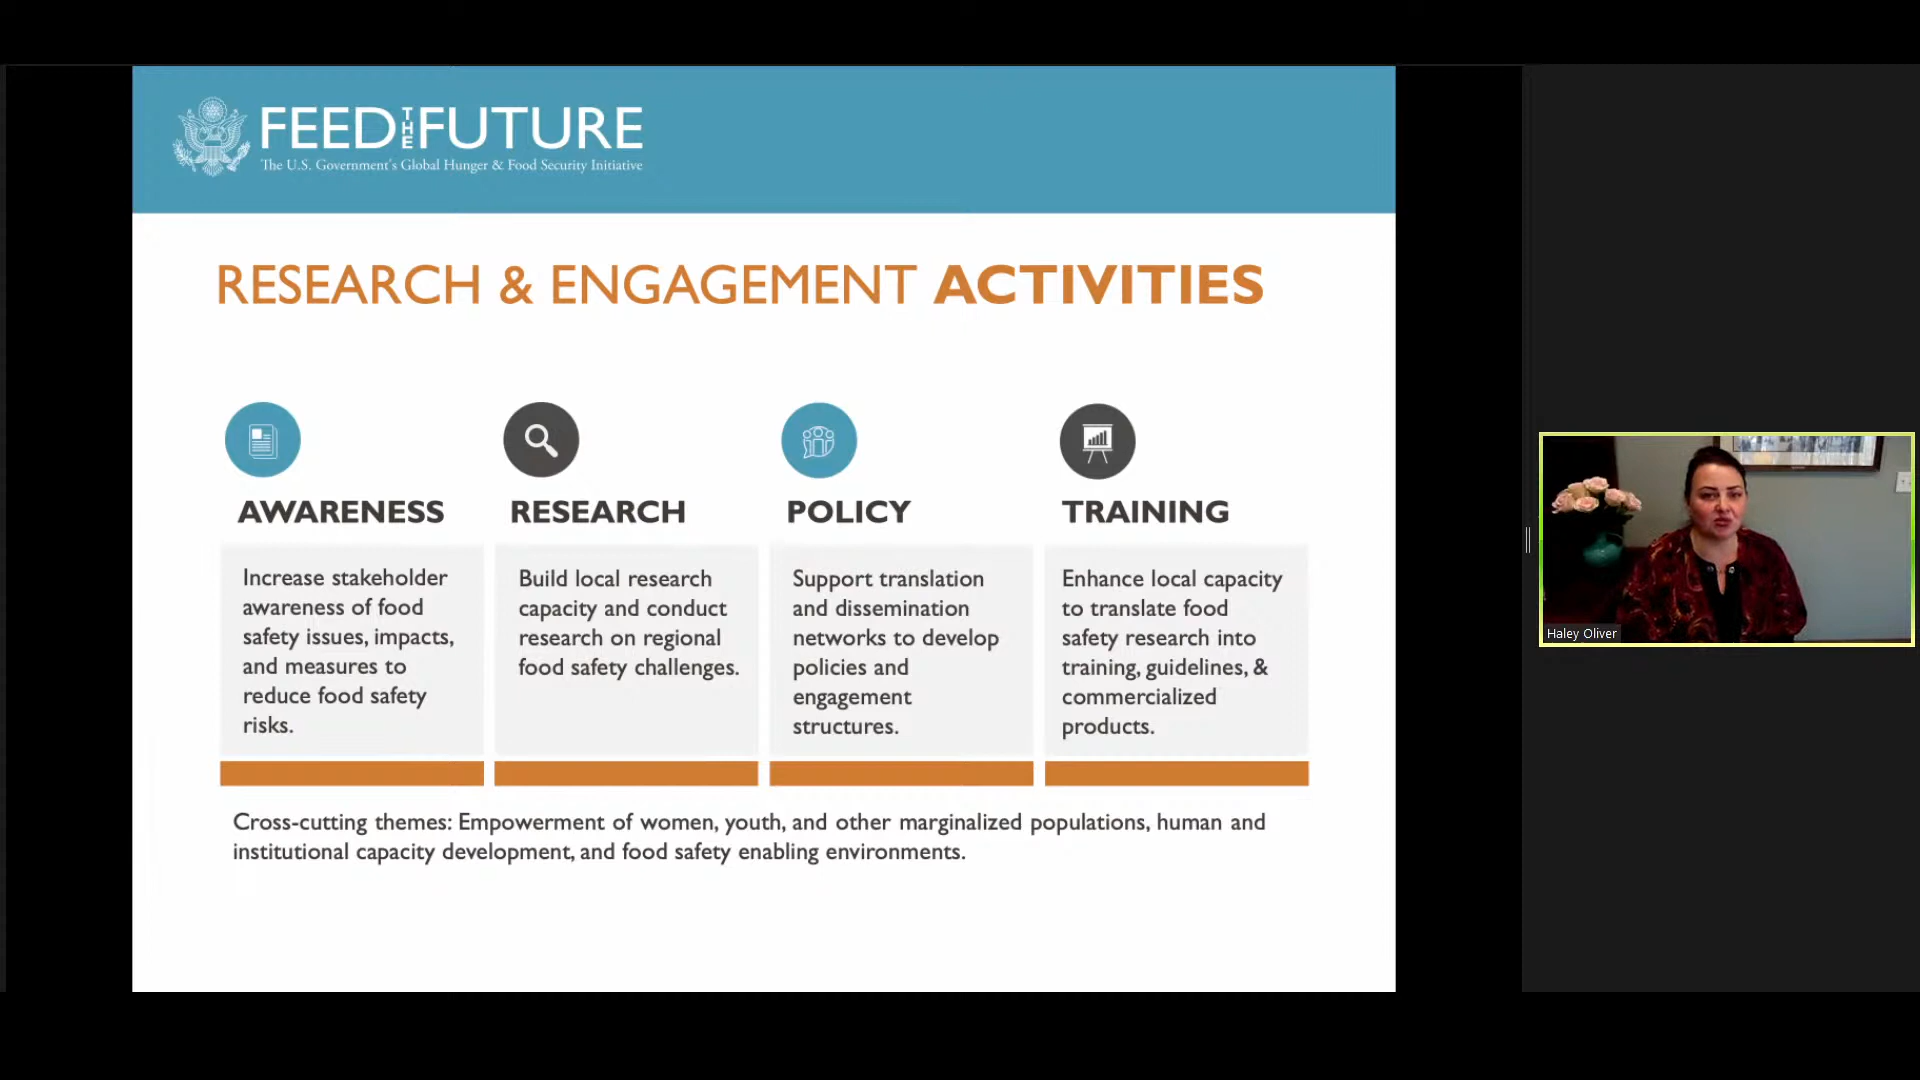 FEED THE FUTURE
The U.S. Government's Global Hunger & Food Security Initiative
RESEARCH & ENGAGEMENT ACTIVITIES
AWARENESS
Increase stakeholder
awareness of food
safety issues, impacts,
and measures to
reduce food safety
risks.
RESEARCH
Build local research
capacity and conduct
research on regional
food safety challenges.
POLICY
Support translation
and dissemination
networks to develop
policies and
engagement
structures.
TRAINING
Enhance local capacity
to translate food
safety research into
training, guidelines, &
commercialized
products.
Cross-cutting themes: Empowerment of women, youth, and other marginalized populations, human and
institutional capacity development, and food safety enabling environments.
Haley Oliver